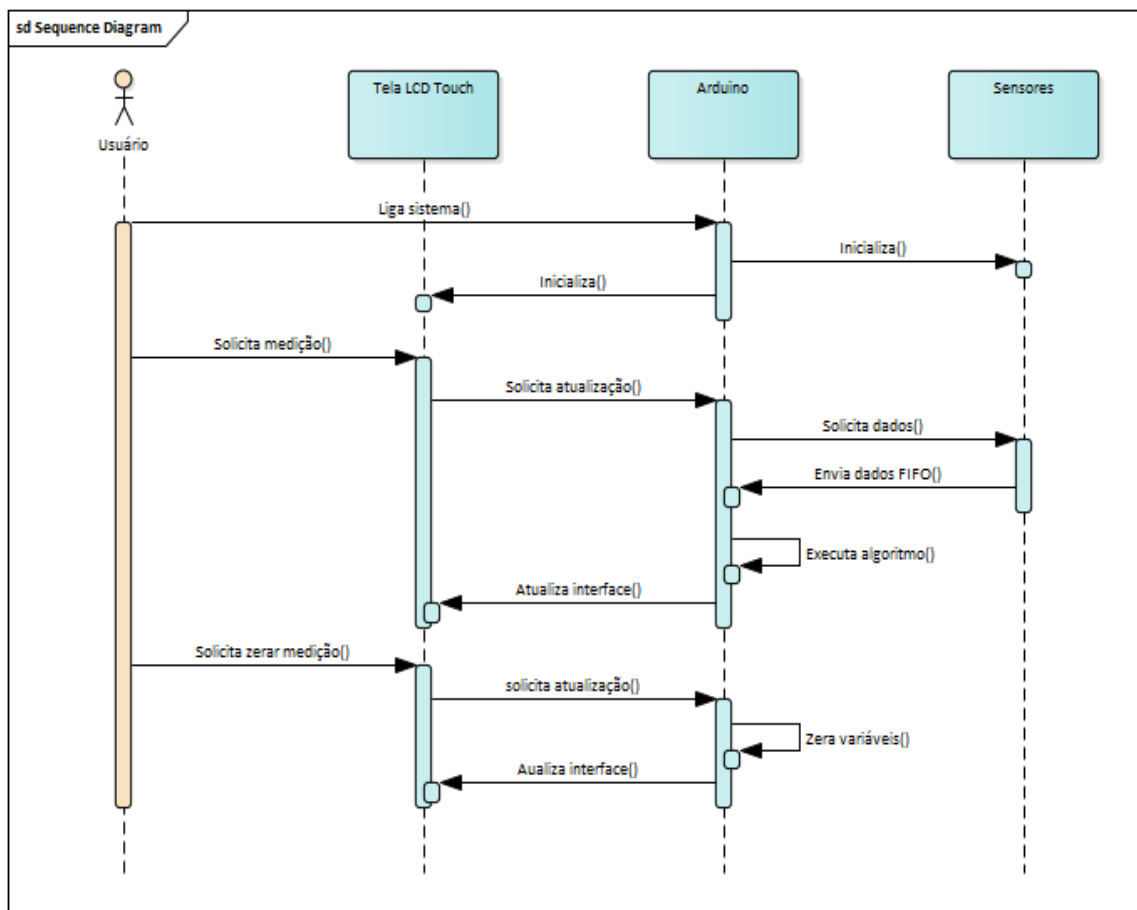 sd Sequence Diagram
Usuário
Tela LCD Touch
Arduino
Sensores
Liga sistema()
Inicializa()
Inicializa()
Solicita medição()
Solicita atualização()
Solicita dados()
Envia dados FIFO()
Executa algoritmo()
Atualiza interface()
Solicita zerar medição()
solicita atualização()
Zera variáveis()
Aualiza interface()